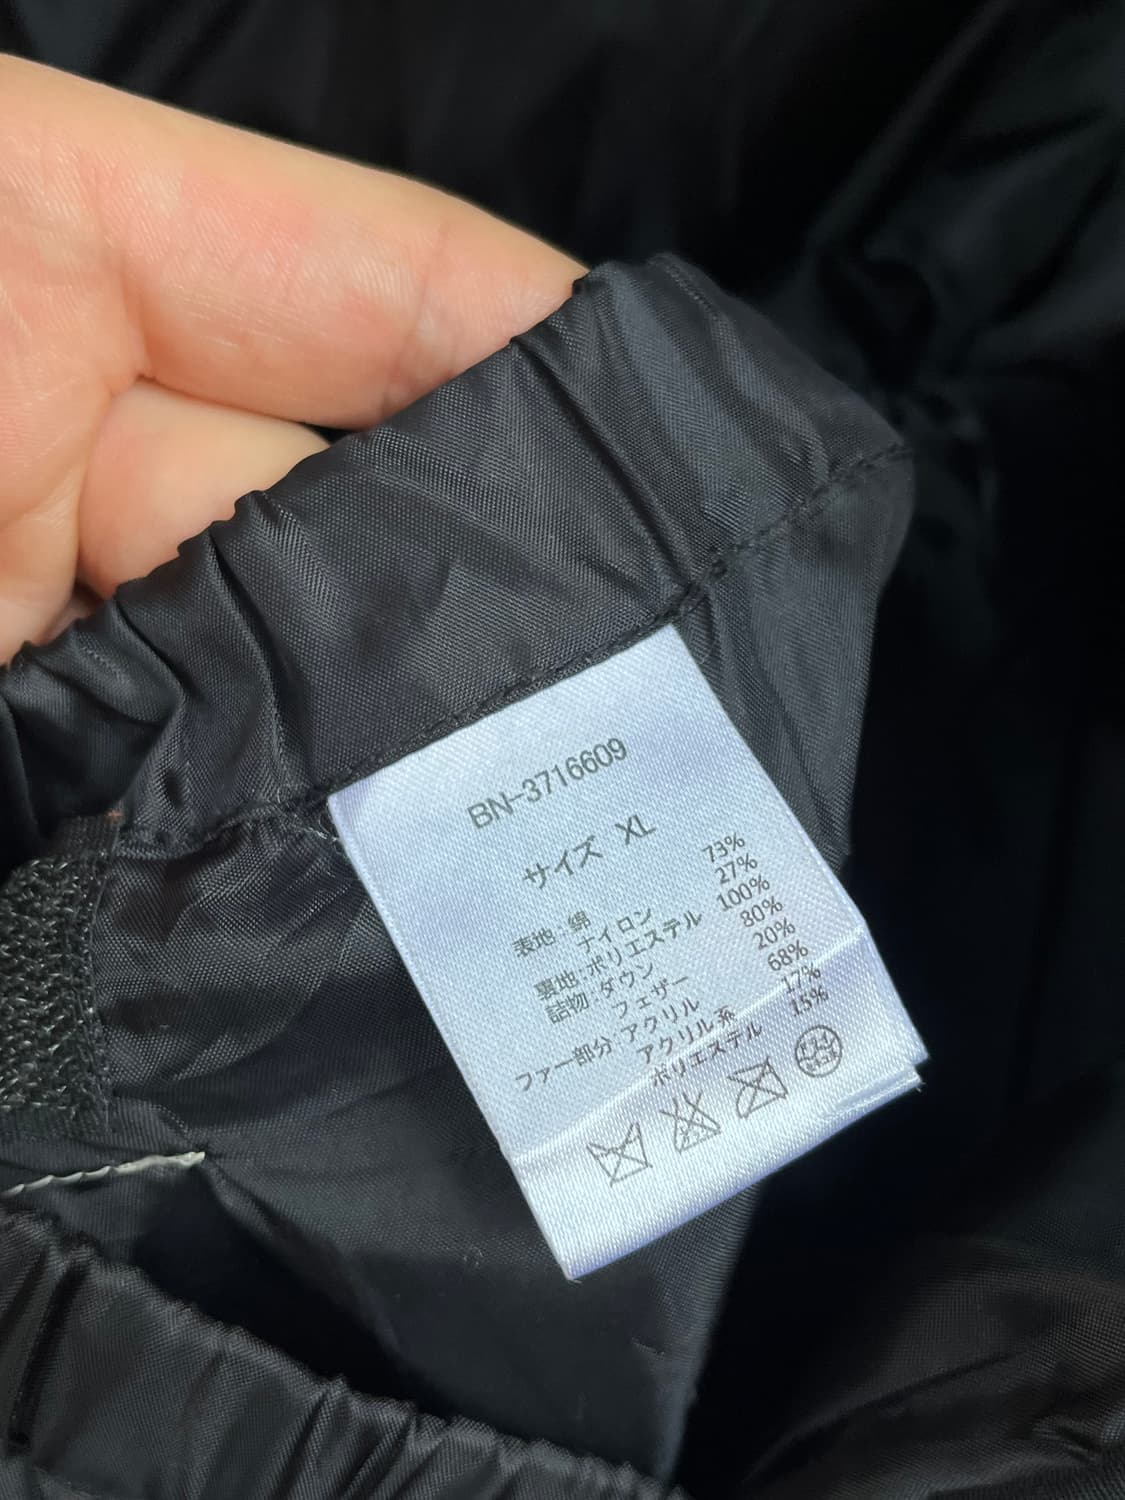 BN-3716609
サイズ XL
表地:綿 73%
ナイロン 27%
裏地:ポリエステル 100%
詰物:ダウン 80%
フェザー 20%
ファー部分:アクリル 68%
アクリル系 17%
ポリエステル 15%